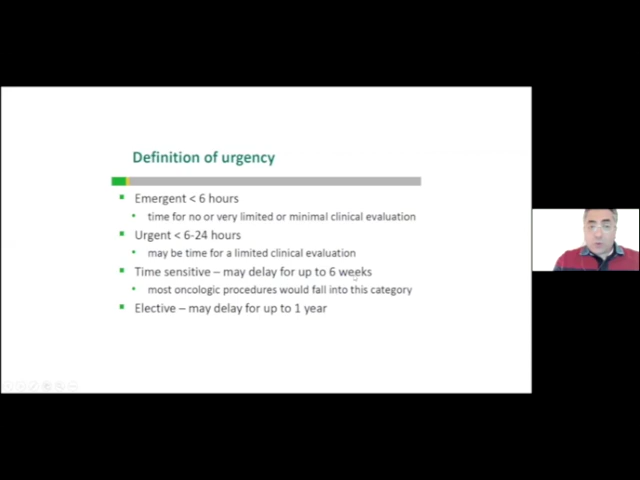 Definition of urgency
Emergent < 6 hours
time for no or very limited or minimal clinical evaluation
Urgent < 6-24 hours
may be time for a limited clinical evaluation
Time sensitive – may delay for up to 6 weeks
most oncologic procedures would fall into this category
Elective – may delay for up to 1 year